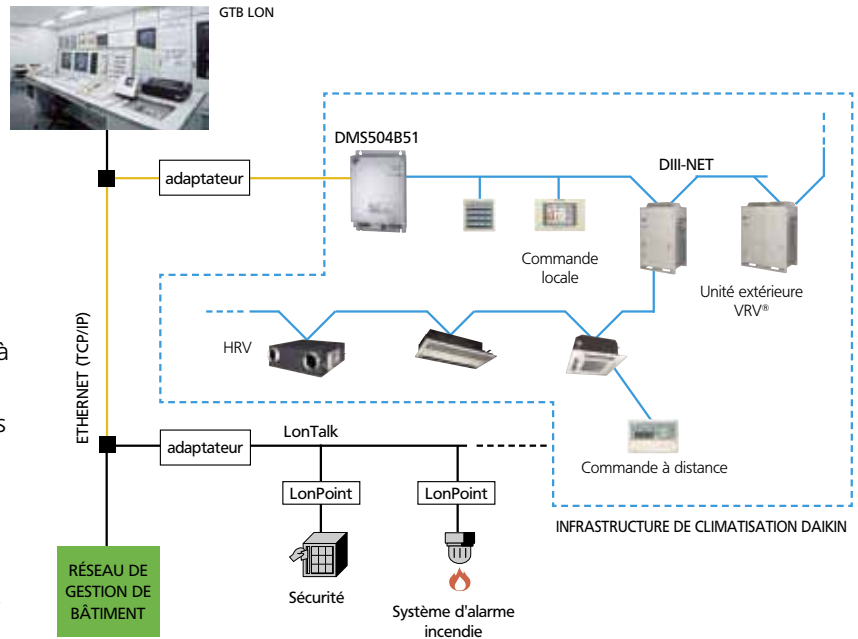 GTB LON
DMS504B51
DIII-NET
adaptateur
Commande
locale
Unité extérieure
VRV®
HRV
ETHERNET (TCP/IP)
à
s
LonTalk
adaptateur
Commande à distance
LonPoint
LonPoint
INFRASTRUCTURE DE CLIMATISATION DAIKIN
RÉSEAU DE
GESTION DE
BÂTIMENT
Sécurité
Système d'alarme
incendie